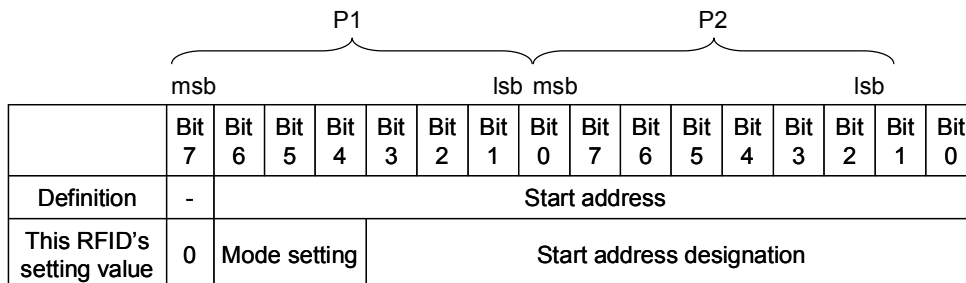 P1 P2
msb lsb msb lsb
Bit 7 Bit 6 Bit 5 Bit 4 Bit 3 Bit 2 Bit 1 Bit 0 Bit 7 Bit 6 Bit 5 Bit 4 Bit 3 Bit 2 Bit 1 Bit 0
Definition - Start address
This RFID's setting value 0 Mode setting Start address designation